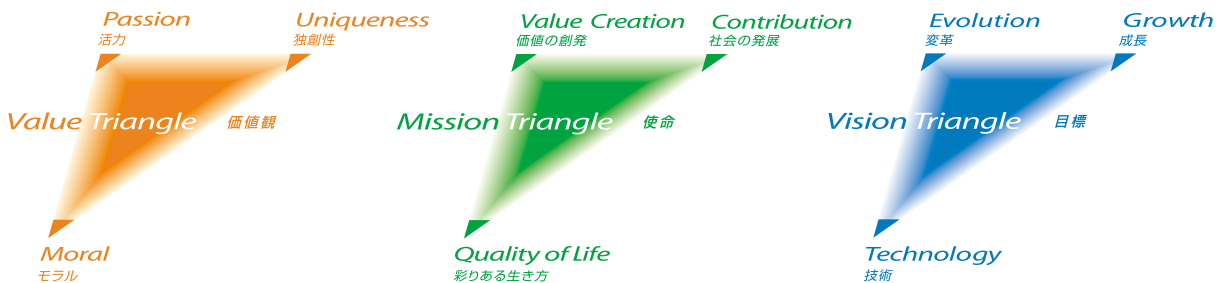 Passion
活力
Uniqueness
独創性
Value Triangle 価値観
Moral
モラル
Value Creation
価値の創発
Contribution
社会の発展
Mission Triangle 使命
Quality of Life
彩りある生き方
Evolution
変革
Growth
成長
Vision Triangle 目標
Technology
技術